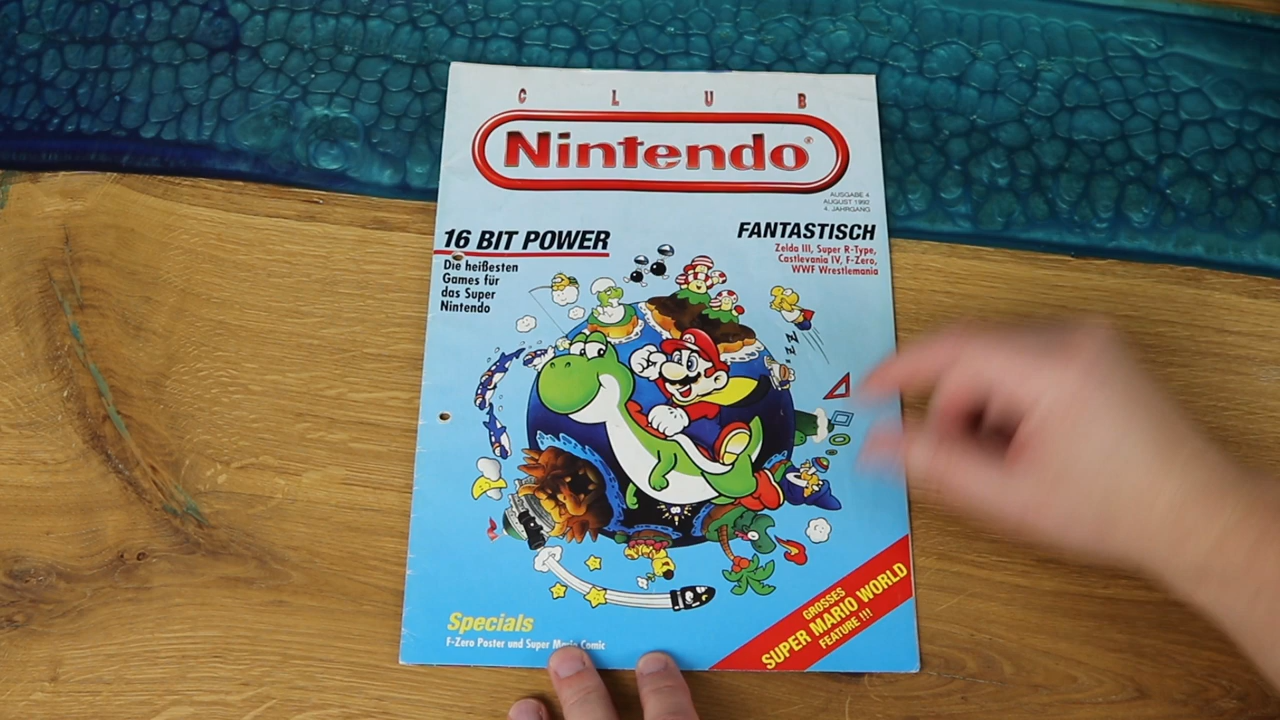 CLUB
Nintendo®
AUSGABE 4
AUGUST 1992
4. JAHRGANG
16 BIT POWER
Die heißesten
Games für
das Super
Nintendo
FANTASTISCH
Zelda III, Super R-Type,
Castlevania IV, F-Zero,
WWF Wrestlemania
ZZZ
Specials
F-Zero Poster und Super Mario Comic
GROSSES
SUPER MARIO WORLD
FEATURE !!!